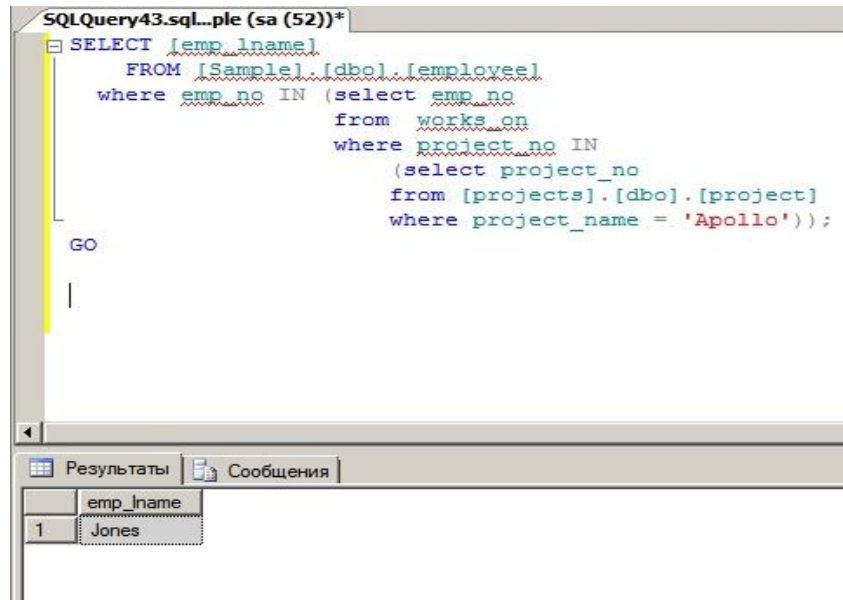 SQLQuery43.sql...ple (sa (52))*
SELECT [emp_lname]
FROM [Sample].[dbo].[employee]
where emp_no IN (select emp_no
from works_on
where project_no IN
(select project_no
from [projects].[dbo].[project]
where project_name = 'Apollo'));
GO
Результаты Сообщения
emp_lname
1 Jones